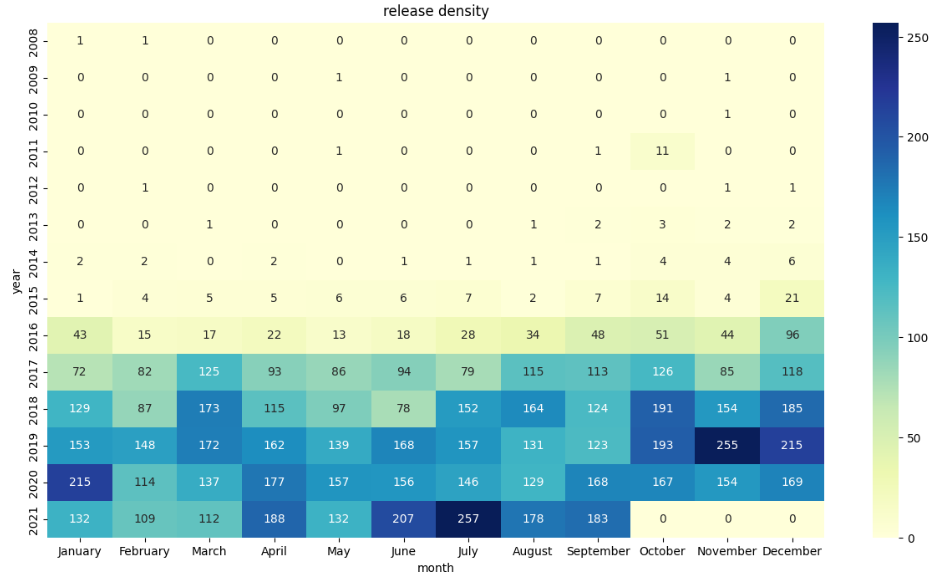 release density
2008 1 1 0 0 0 0 0 0 0 0 0 0
2009 0 0 0 0 1 0 0 0 0 0 1 0
2010 0 0 0 0 0 0 0 0 0 0 1 0
2011 0 0 0 0 1 0 0 0 1 11 0 0
2012 0 1 0 0 0 0 0 0 0 0 1 1
2013 0 0 1 0 0 0 0 1 2 3 2 2
2014 2 2 0 2 0 1 1 1 1 4 4 6
2015 1 4 5 5 6 6 7 2 7 14 4 21
2016 43 15 17 22 13 18 28 34 48 51 44 96
2017 72 82 125 93 86 94 79 115 113 126 85 118
2018 129 87 173 115 97 78 152 164 124 191 154 185
2019 153 148 172 162 139 168 157 131 123 193 255 215
2020 215 114 137 177 157 156 146 129 168 167 154 169
2021 132 109 112 188 132 207 257 178 183 0 0 0
January February March April May June July August September October November December
month
year
250
200
150
100
50
0